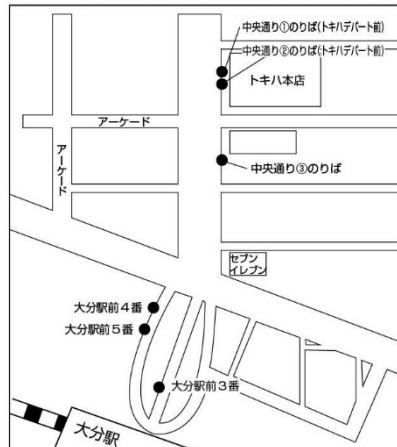 中央通り①のりば(トキハデパート前)
中央通り②のりば(トキハデパート前)
トキハ本店
アーケード
アーケード
中央通り③のりば
セブン
イレブン
大分駅前4番
大分駅前5番
大分駅前3番
大分駅